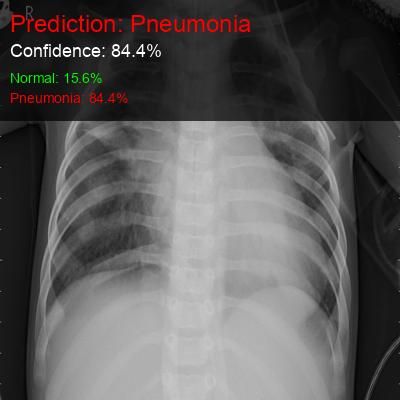 R
Prediction: Pneumonia
Confidence: 84.4%
Normal: 15.6%
Pneumonia: 84.4%